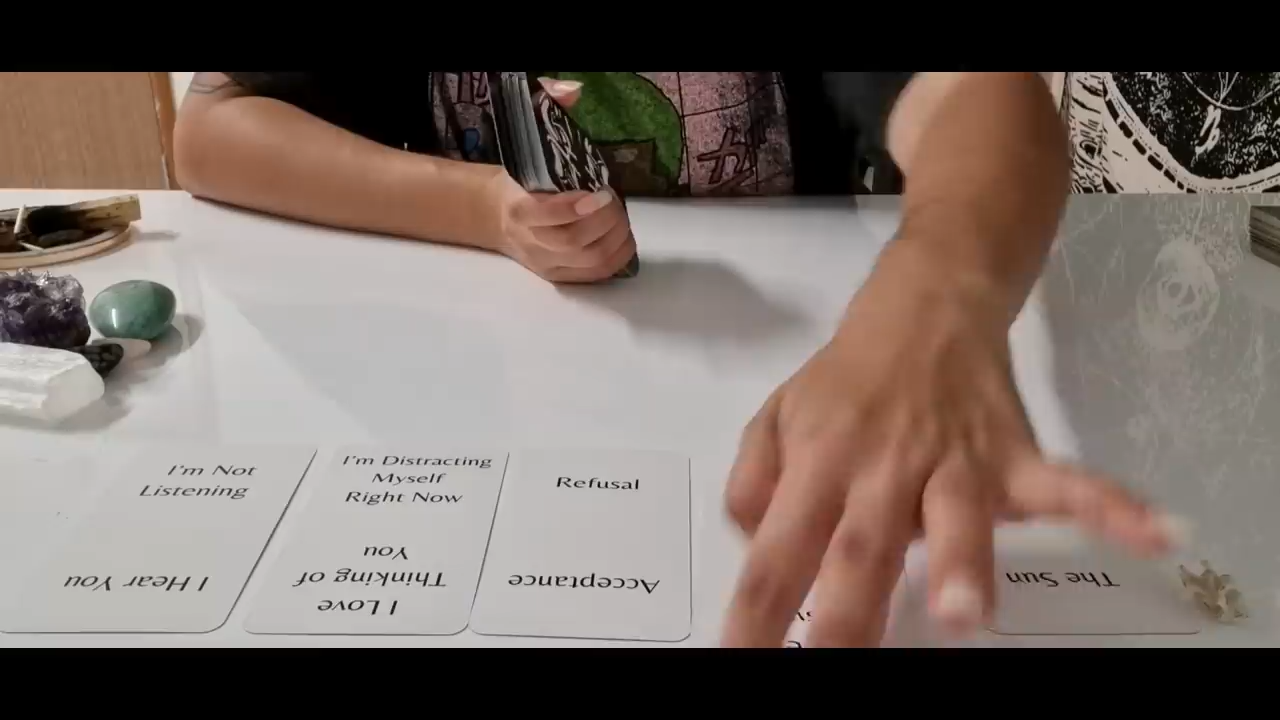 I'm Not
Listening
I Hear You
I'm Distracting
Myself
Right Now
I Love
Thinking of
You
Refusal
Acceptance
The Sun